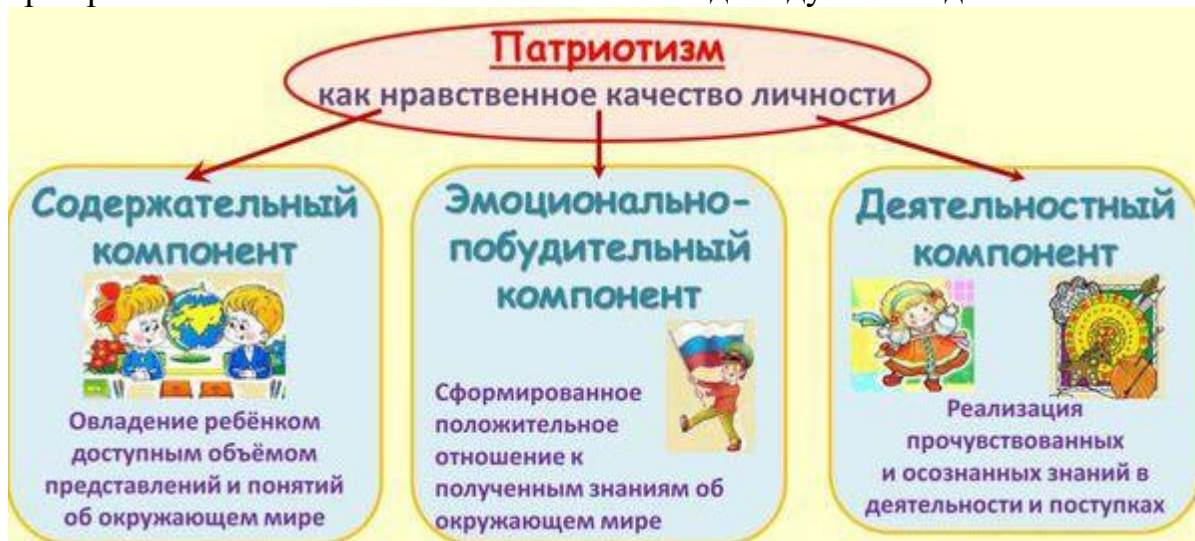 Патриотизм
как нравственное качество личности
Содержательный
компонент
Овладение ребёнком
доступным объёмом
представлений и понятий
об окружающем мире
Эмоционально-
побудительный
компонент
Сформированное
положительное
отношение к
полученным знаниям об
окружающем мире
Деятельностный
компонент
Реализация
прочувствованных
и осознанных знаний в
деятельности и поступках